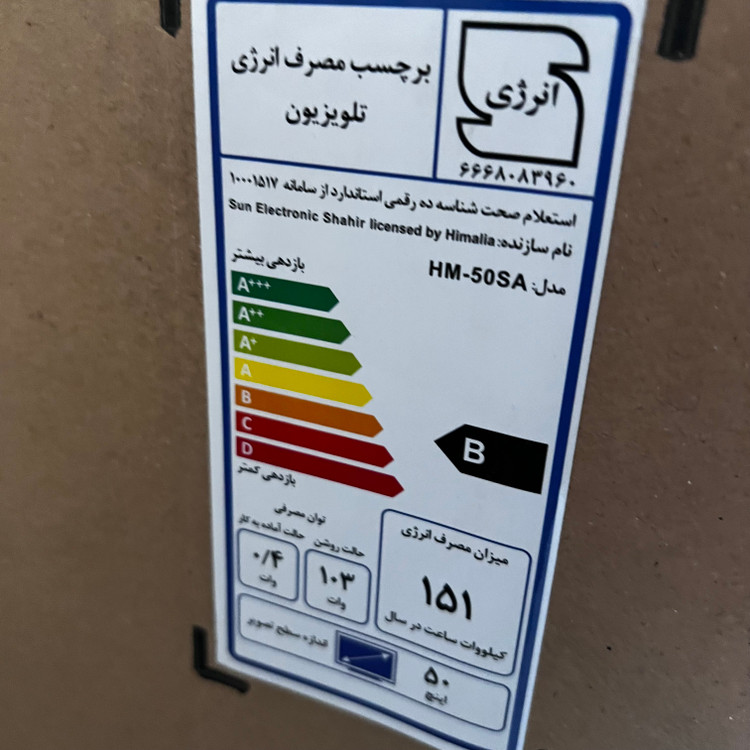 برچسب مصرف انرژی
تلویزیون
انرژی
۶۶۶۸۰۸۳۹۶۰
استعلام صحت شناسه ده رقمی استاندارد از سامانه ۱۰۰۰۱۵۱۷
نام سازنده: Sun Electronic Shahir licensed by Himalia
مدل: HM-50SA
بازدهی بیشتر
A+++
A++
A+
A
B
C
D
بازدهی کمتر
B
توان مصرفی
حالت روشن
۱۰۳
وات
حالت آماده به کار
۰/۴
وات
میزان مصرف انرژی
۱۵۱
کیلووات ساعت در سال
اندازه سطح تصویر
۵۰
اینچ